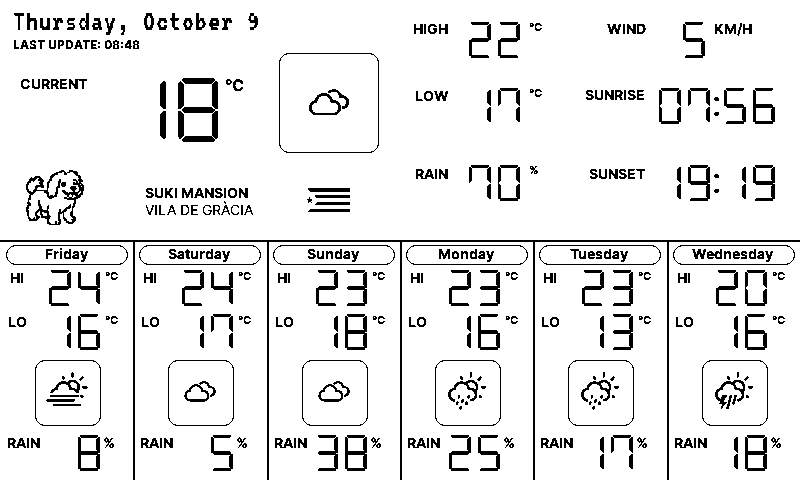 Thursday, October 9
LAST UPDATE: 08:48
CURRENT 18 °C
HIGH 22 °C
LOW 17 °C
RAIN 70 %
WIND 5 KM/H
SUNRISE 07:56
SUNSET 19:19
SUKI MANSION
VILA DE GRÀCIA
Friday
HI 24 °C
LO 16 °C
RAIN 8 %
Saturday
HI 24 °C
LO 17 °C
RAIN 5 %
Sunday
HI 23 °C
LO 18 °C
RAIN 38 %
Monday
HI 23 °C
LO 16 °C
RAIN 25 %
Tuesday
HI 23 °C
LO 13 °C
RAIN 17 %
Wednesday
HI 20 °C
LO 16 °C
RAIN 18 %